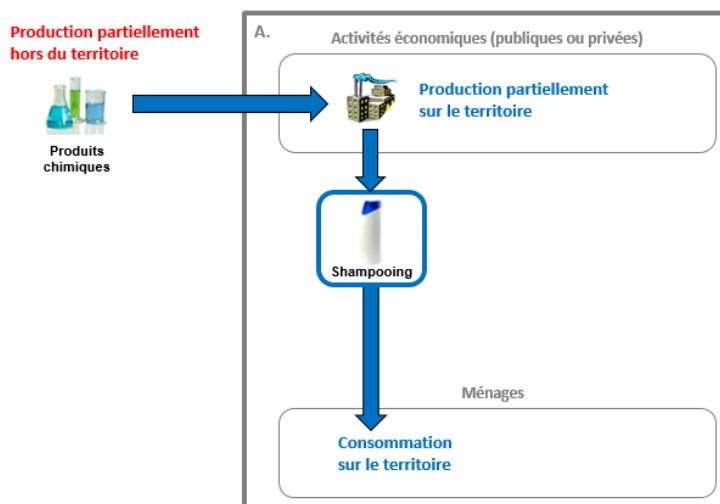 Production partiellement
hors du territoire
A.
Activités économiques (publiques ou privées)
Production partiellement
sur le territoire
Produits
chimiques
Shampooing
Ménages
Consommation
sur le territoire